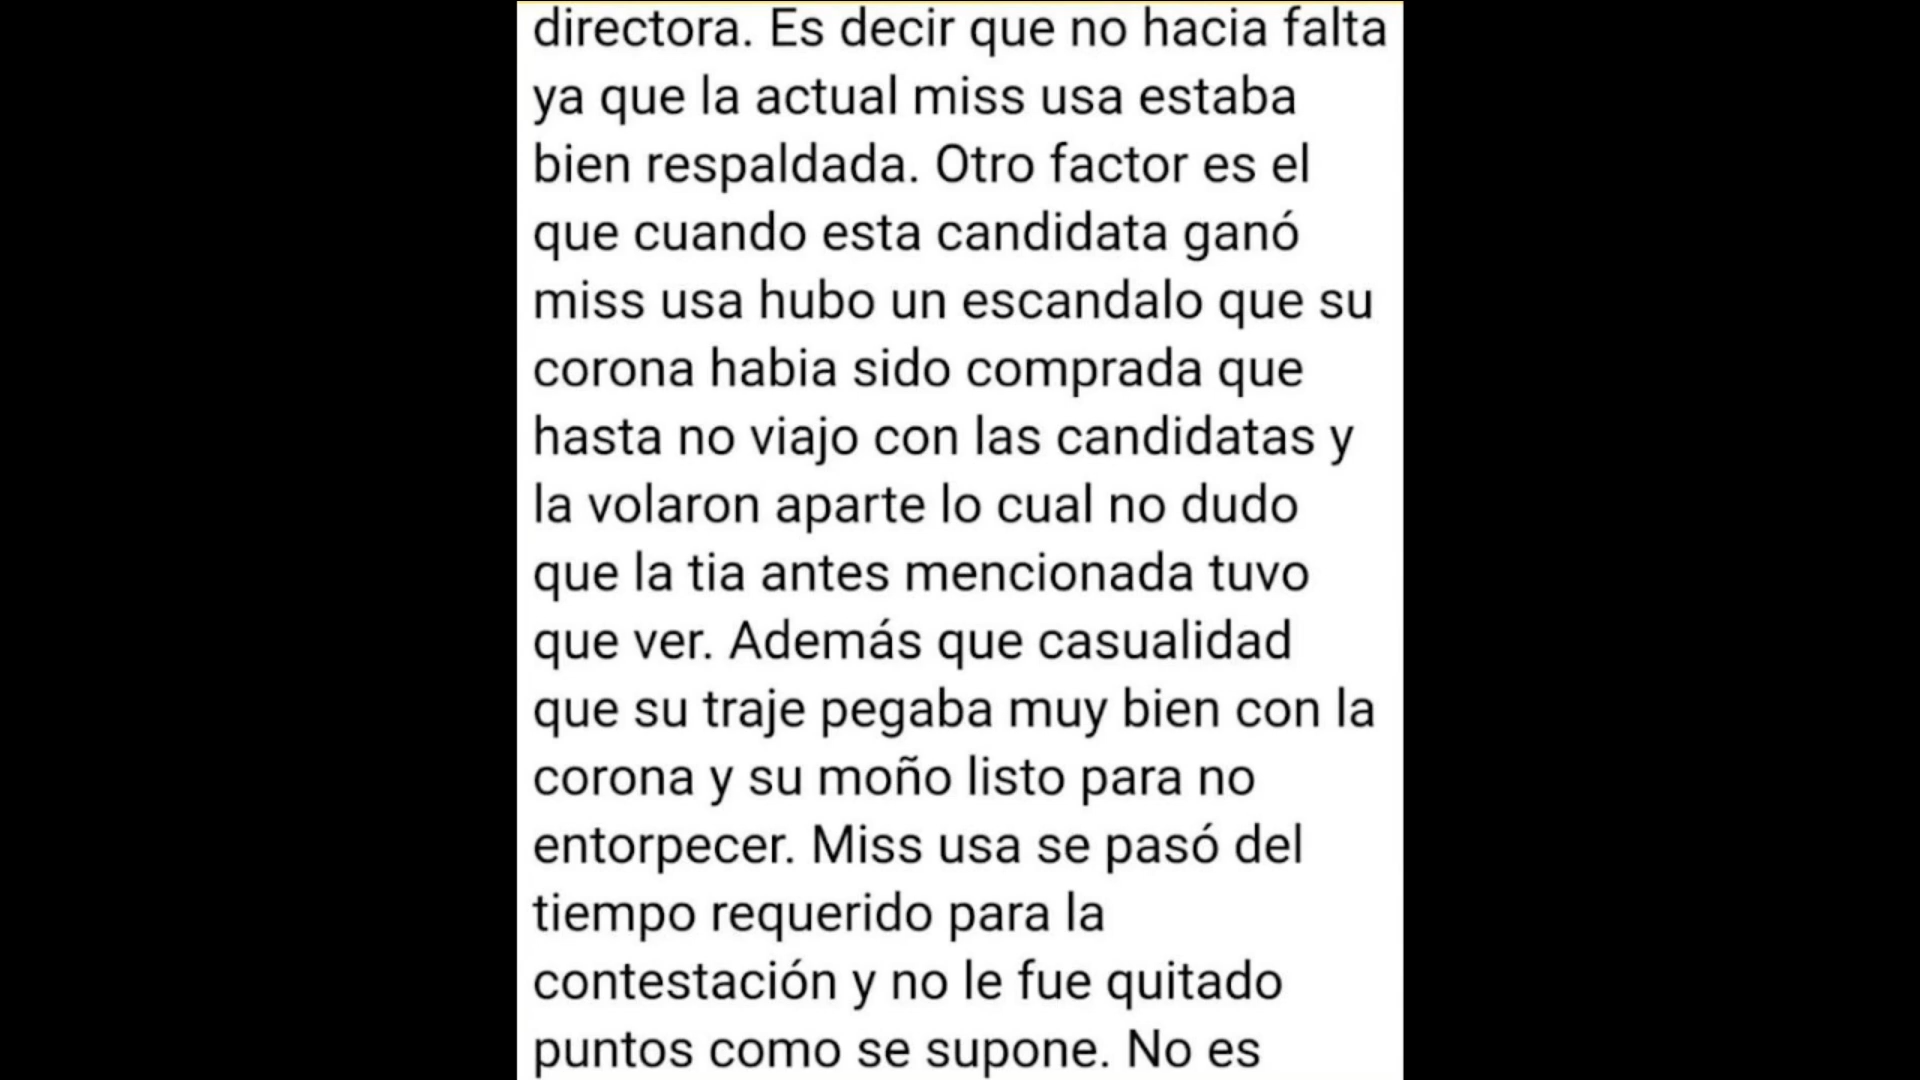 directora. Es decir que no hacia falta
ya que la actual miss usa estaba
bien respaldada. Otro factor es el
que cuando esta candidata ganó
miss usa hubo un escandalo que su
corona habia sido comprada que
hasta no viajo con las candidatas y
la volaron aparte lo cual no dudo
que la tia antes mencionada tuvo
que ver. Además que casualidad
que su traje pegaba muy bien con la
corona y su moño listo para no
entorpecer. Miss usa se pasó del
tiempo requerido para la
contestación y no le fue quitado
puntos como se supone. No es